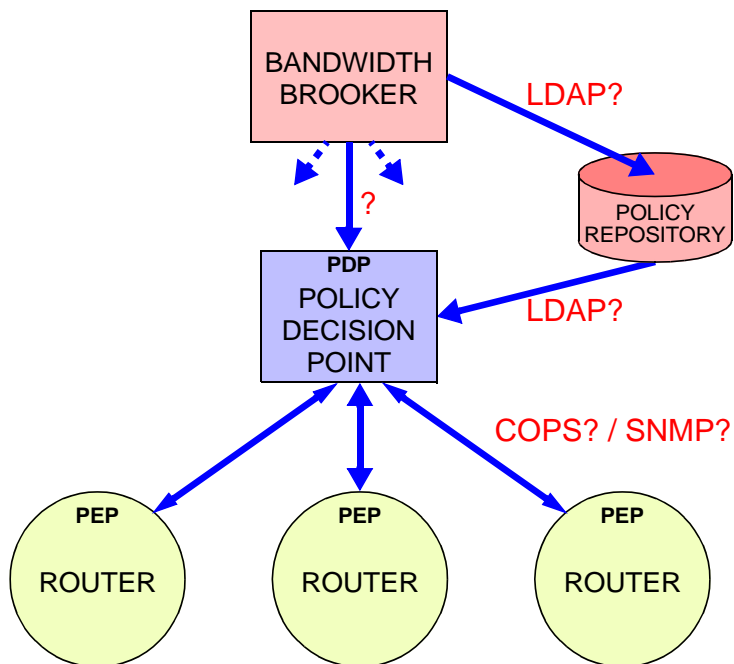 BANDWIDTH
BROOKER
LDAP?
?
POLICY
REPOSITORY
PDP
POLICY
DECISION
POINT
LDAP?
COPS? / SNMP?
PEP
ROUTER
PEP
ROUTER
PEP
ROUTER